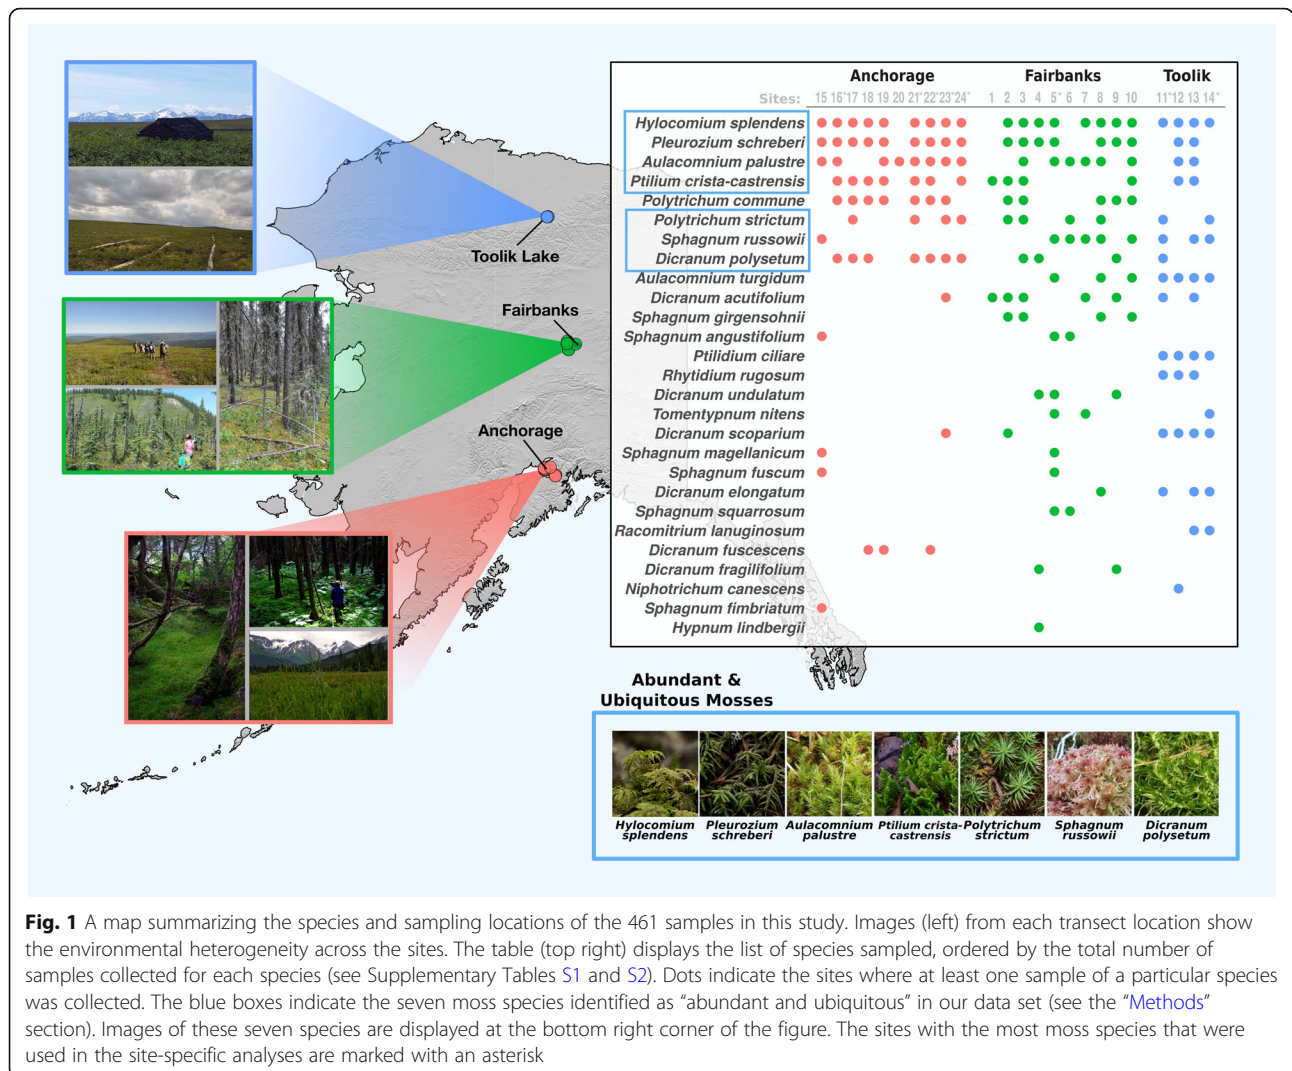 Anchorage Fairbanks Toolik
Sites: 15 16* 17 18 19 20 21* 22* 23* 24* 1 2 3 4 5* 6 7 8 9 10 11* 12 13 14*
Hylocomium splendens
Pleurozium schreberi
Aulacomnium palustre
Ptilium crista-castrensis
Polytrichum commune
Polytrichum strictum
Sphagnum russowii
Dicranum polysetum
Aulacomnium turgidum
Dicranum acutifolium
Sphagnum girgensohnii
Sphagnum angustifolium
Ptilidium ciliare
Rhytidium rugosum
Dicranum undulatum
Tomentypnum nitens
Dicranum scoparium
Sphagnum magellanicum
Sphagnum fuscum
Dicranum elongatum
Sphagnum squarrosum
Racomitrium lanuginosum
Dicranum fuscescens
Dicranum fragilifolium
Niphotrichum canescens
Sphagnum fimbriatum
Hypnum lindbergii
Toolik Lake
Fairbanks
Anchorage
Abundant &
Ubiquitous Mosses
Hylocomium
splendens
Pleurozium
schreberi
Aulacomnium
palustre
Ptilium crista-
castrensis
Polytrichum
strictum
Sphagnum
russowii
Dicranum
polysetum
Fig. 1 A map summarizing the species and sampling locations of the 461 samples in this study. Images (left) from each transect location show
the environmental heterogeneity across the sites. The table (top right) displays the list of species sampled, ordered by the total number of
samples collected for each species (see Supplementary Tables S1 and S2). Dots indicate the sites where at least one sample of a particular species
was collected. The blue boxes indicate the seven moss species identified as “abundant and ubiquitous” in our data set (see the “Methods”
section). Images of these seven species are displayed at the bottom right corner of the figure. The sites with the most moss species that were
used in the site-specific analyses are marked with an asterisk